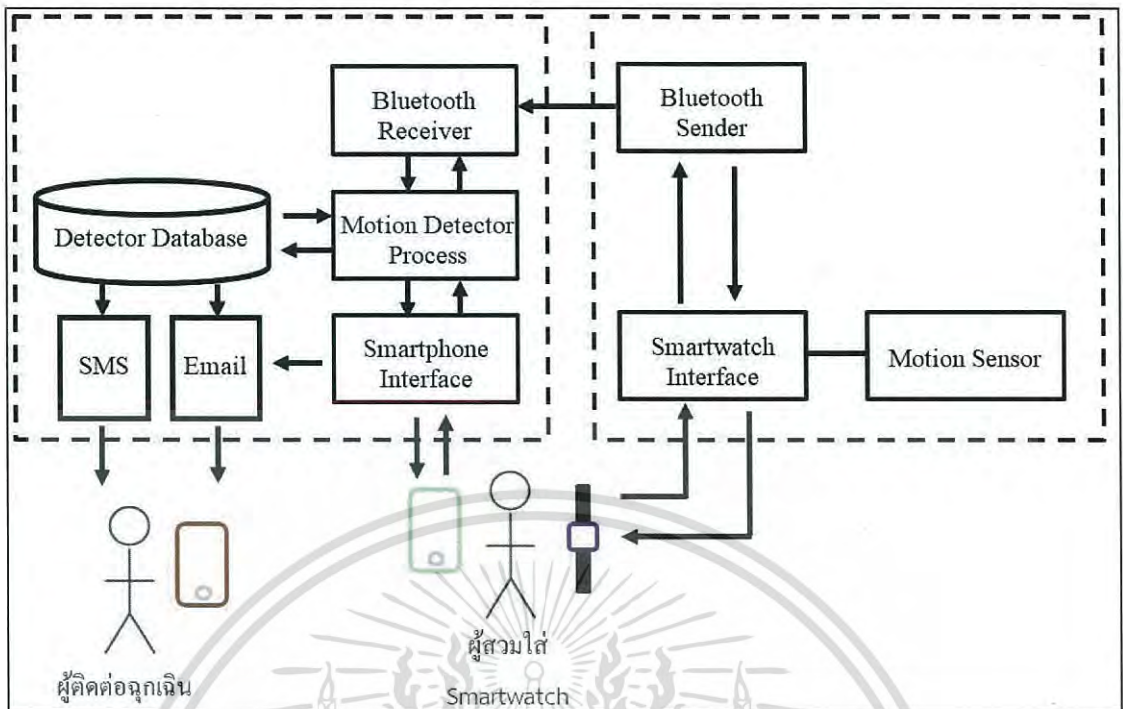 Bluetooth
Receiver
Bluetooth
Sender
Detector Database
Motion Detector
Process
SMS
Email
Smartphone
Interface
Smartwatch
Interface
Motion Sensor
ผู้ติดต่อฉุกเฉิน
ผู้สวมใส่
Smartwatch